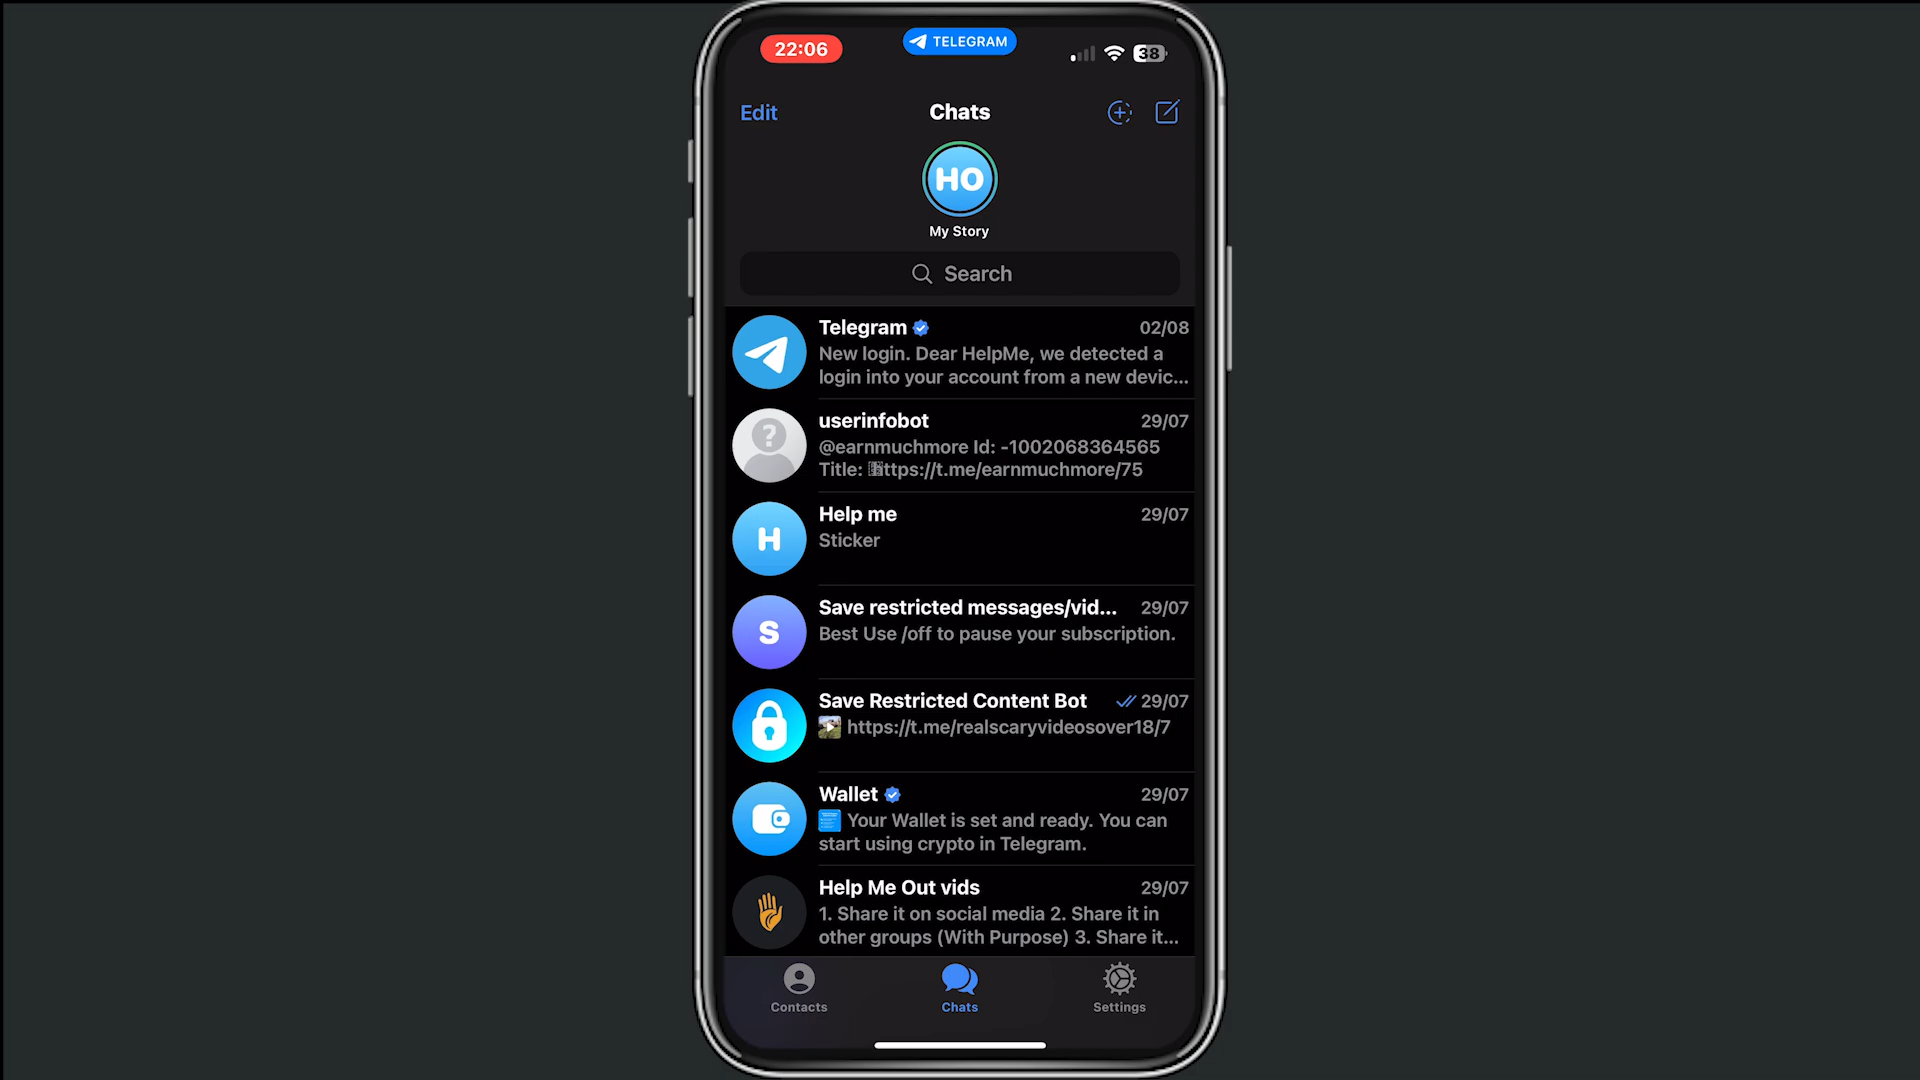 22:06
TELEGRAM
38
Edit
Chats
HO
My Story
Search
Telegram
02/08
New login. Dear HelpMe, we detected a
login into your account from a new devic...
userinfobot
29/07
@earnmuchmore Id: -1002068364565
Title: ttps://t.me/earnmuchmore/75
H
Help me
29/07
Sticker
S
Save restricted messages/vid...
29/07
Best Use /off to pause your subscription.
Save Restricted Content Bot
29/07
https://t.me/realscaryvideosover18/7
Wallet
29/07
Your Wallet is set and ready. You can
start using crypto in Telegram.
Help Me Out vids
29/07
1. Share it on social media 2. Share it in
other groups (With Purpose) 3. Share it...
Contacts
Chats
Settings